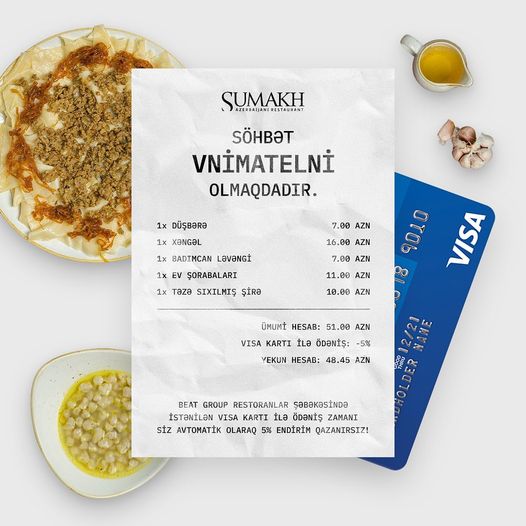 SUMAKH
AZERBAIJANI RESTAURANT
SÖHBƏT
VNİMATELNİ
OLMAQDADIR.
1x DÜŞBƏRƏ 7.00 AZN
1x XƏNGƏL 16.00 AZN
1x BADIMCAN LƏVƏNGİ 7.00 AZN
1x EV ŞORABALARI 11.00 AZN
1x TƏZƏ SIXILMIŞ ŞİRƏ 10.00 AZN
ÜMUMİ HESAB: 51.00 AZN
VISA KARTI İLƏ ÖDƏNİŞ: -5%
YEKUN HESAB: 48.45 AZN
BEAT GROUP RESTORANLAR ŞƏBƏKƏSİNDƏ
İSTƏNİLƏN VISA KARTI İLƏ ÖDƏNİŞ ZAMANI
SİZ AVTOMATİK OLARAQ 5% ENDİRİM QAZANIRSIZ!
VISA
9010
12/21
NAME